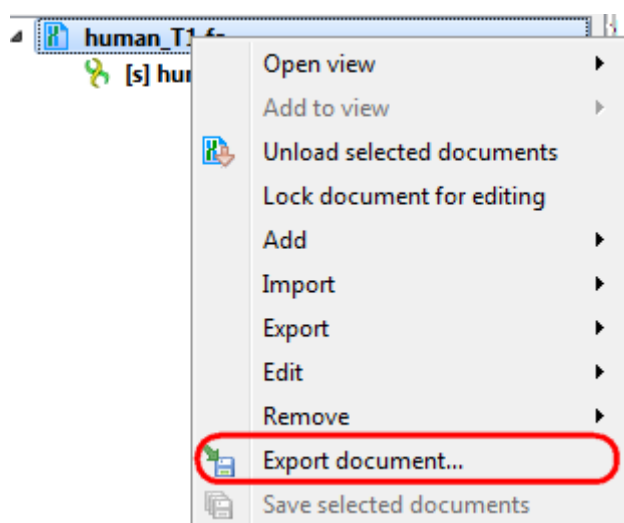 human_T1.fa
[s] hu
Open view
Add to view
Unload selected documents
Lock document for editing
Add
Import
Export
Edit
Remove
Export document...
Save selected documents